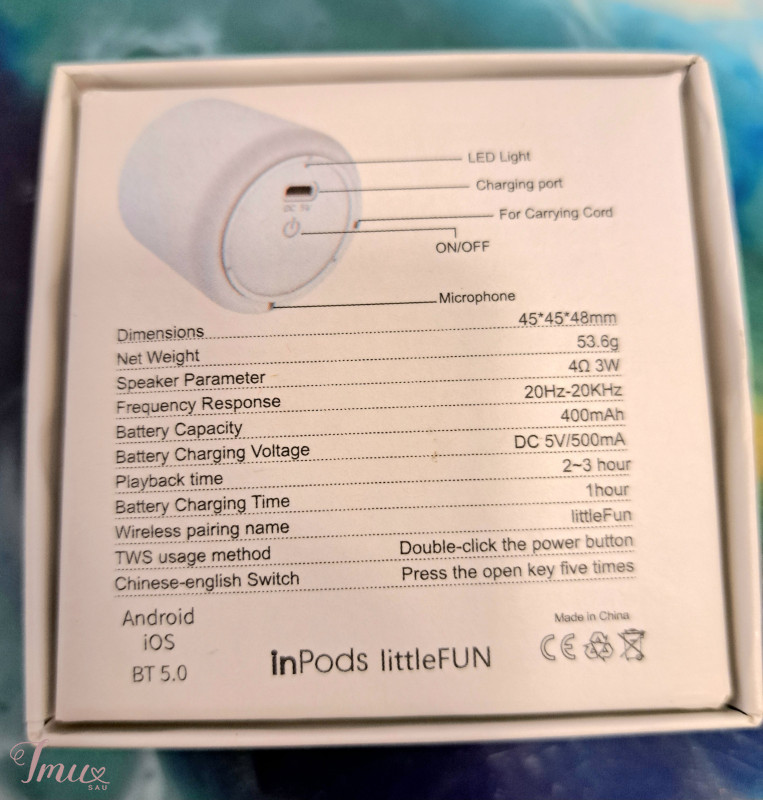 LED Light
Charging port
DC 5V
For Carrying Cord
ON/OFF
Microphone
Dimensions 45*45*48mm
Net Weight 53.6g
Speaker Parameter 4Ω 3W
Frequency Response 20Hz-20KHz
Battery Capacity 400mAh
Battery Charging Voltage DC 5V/500mA
Playback time 2~3 hour
Battery Charging Time 1hour
Wireless pairing name littleFun
TWS usage method Double-click the power button
Chinese-english Switch Press the open key five times
Android
iOS
BT 5.0
inPods littleFUN
Made in China
CE
Imu
SAU